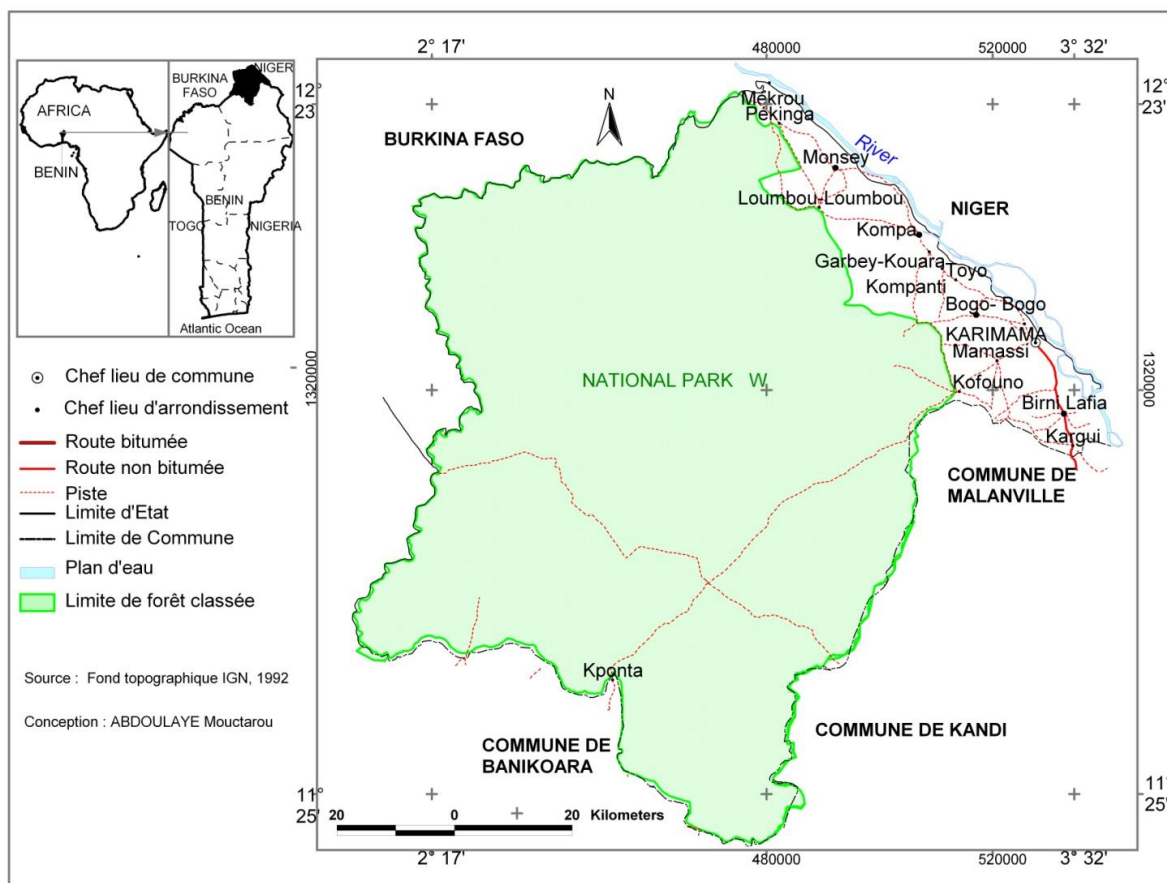 2° 17'
480000
520000
3° 32'
12°
23'
12°
23'
NIGER
BURKINA
FASO
AFRICA
BENIN
BENIN
TOGO
NIGERIA
Atlantic Ocean
N
BURKINA FASO
Mékrou
Pékinga
Monsey
River
Loumbou-Loumbou
NIGER
Kompa
Garbey-Kouara
Toyo
Kompanti
Bogo- Bogo
KARIMAMA
Mamassi
Kofouno
Birni Lafia
Kargui
1320000
1320000
NATIONAL PARK W
COMMUNE DE
MALANVILLE
Chef lieu de commune
Chef lieu d'arrondissement
Route bitumée
Route non bitumée
Piste
Limite d'Etat
Limite de Commune
Plan d'eau
Limite de forêt classée
Source : Fond topographique IGN, 1992
Conception : ABDOULAYE Mouctarou
Kponta
COMMUNE DE
BANIKOARA
COMMUNE DE KANDI
11°
25'
11°
25'
20 0 20 Kilometers
2° 17'
480000
520000
3° 32'